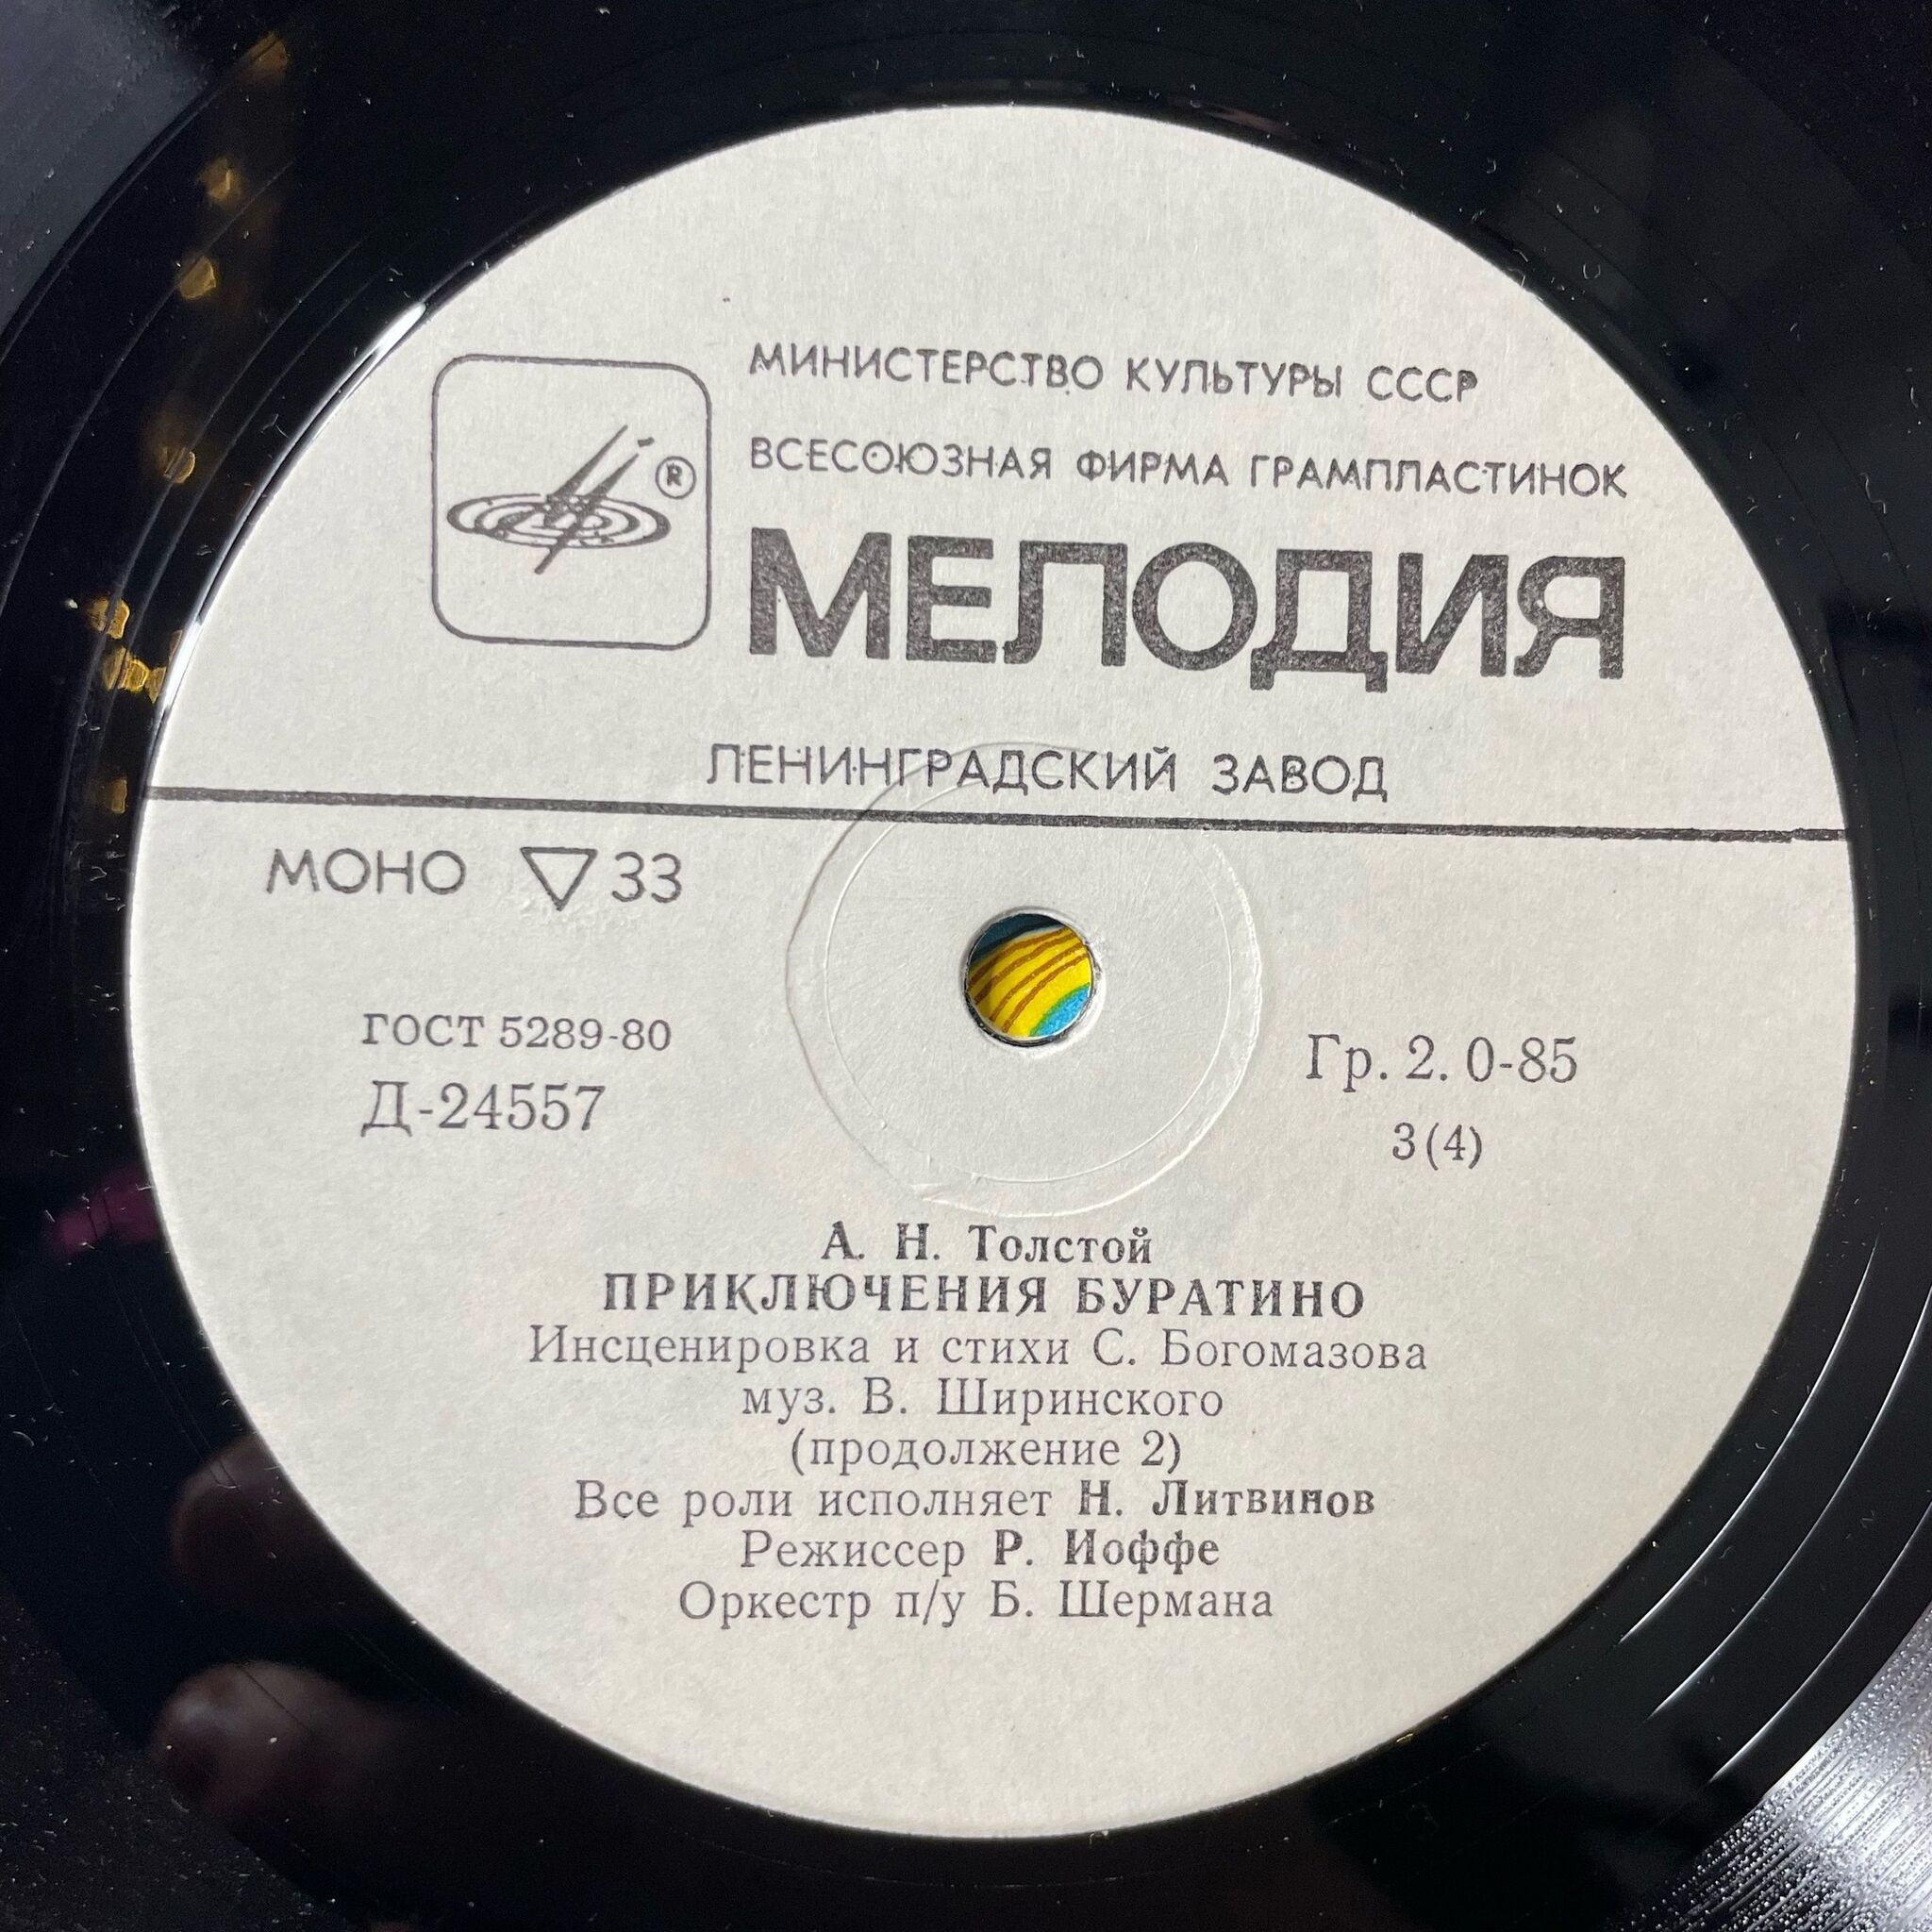 МИНИСТЕРСТВО КУЛЬТУРЫ СССР
ВСЕСОЮЗНАЯ ФИРМА ГРАМПЛАСТИНОК
®
МЕЛОДИЯ
ЛЕНИНГРАДСКИЙ ЗАВОД
МОНО ▽ 33
ГОСТ 5289-80
Д-24557
Гр. 2. 0-85
3(4)
А. Н. Толстой
ПРИКЛЮЧЕНИЯ БУРАТИНО
Инсценировка и стихи С. Богомазова
муз. В. Ширинского
(продолжение 2)
Все роли исполняет Н. Литвинов
Режиссер Р. Иоффе
Оркестр п/у Б. Шермана